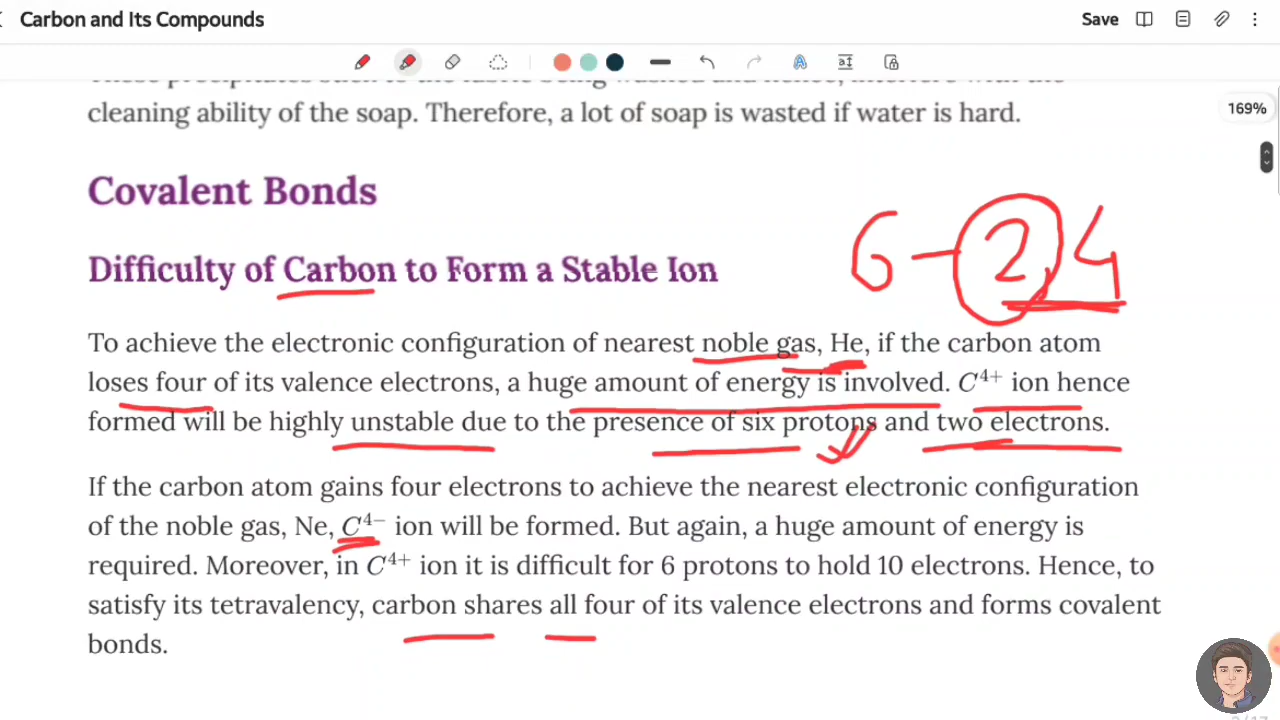 Carbon and Its Compounds
Save
169%
cleaning ability of the soap. Therefore, a lot of soap is wasted if water is hard.
Covalent Bonds
6 - 2, 4
Difficulty of Carbon to Form a Stable Ion
To achieve the electronic configuration of nearest noble gas, He, if the carbon atom
loses four of its valence electrons, a huge amount of energy is involved. C⁴⁺ ion hence
formed will be highly unstable due to the presence of six protons and two electrons.
If the carbon atom gains four electrons to achieve the nearest electronic configuration
of the noble gas, Ne, C⁴⁻ ion will be formed. But again, a huge amount of energy is
required. Moreover, in C⁴⁺ ion it is difficult for 6 protons to hold 10 electrons. Hence, to
satisfy its tetravalency, carbon shares all four of its valence electrons and forms covalent
bonds.